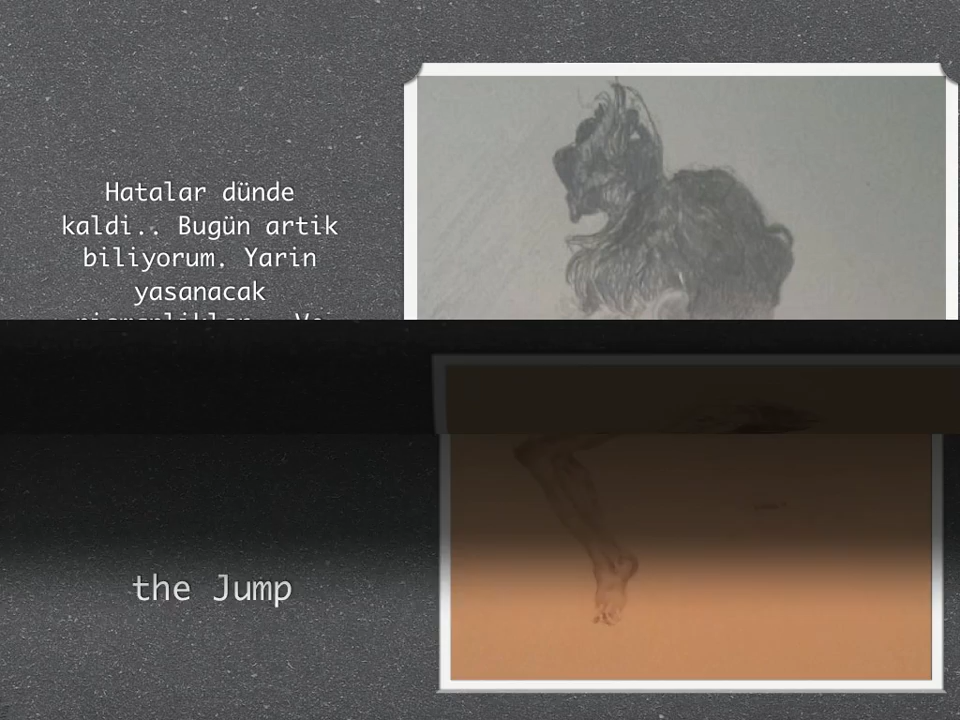 Hatalar dünde
kaldi.. Bugün artik
biliyorum. Yarin
yasanacak
the Jump